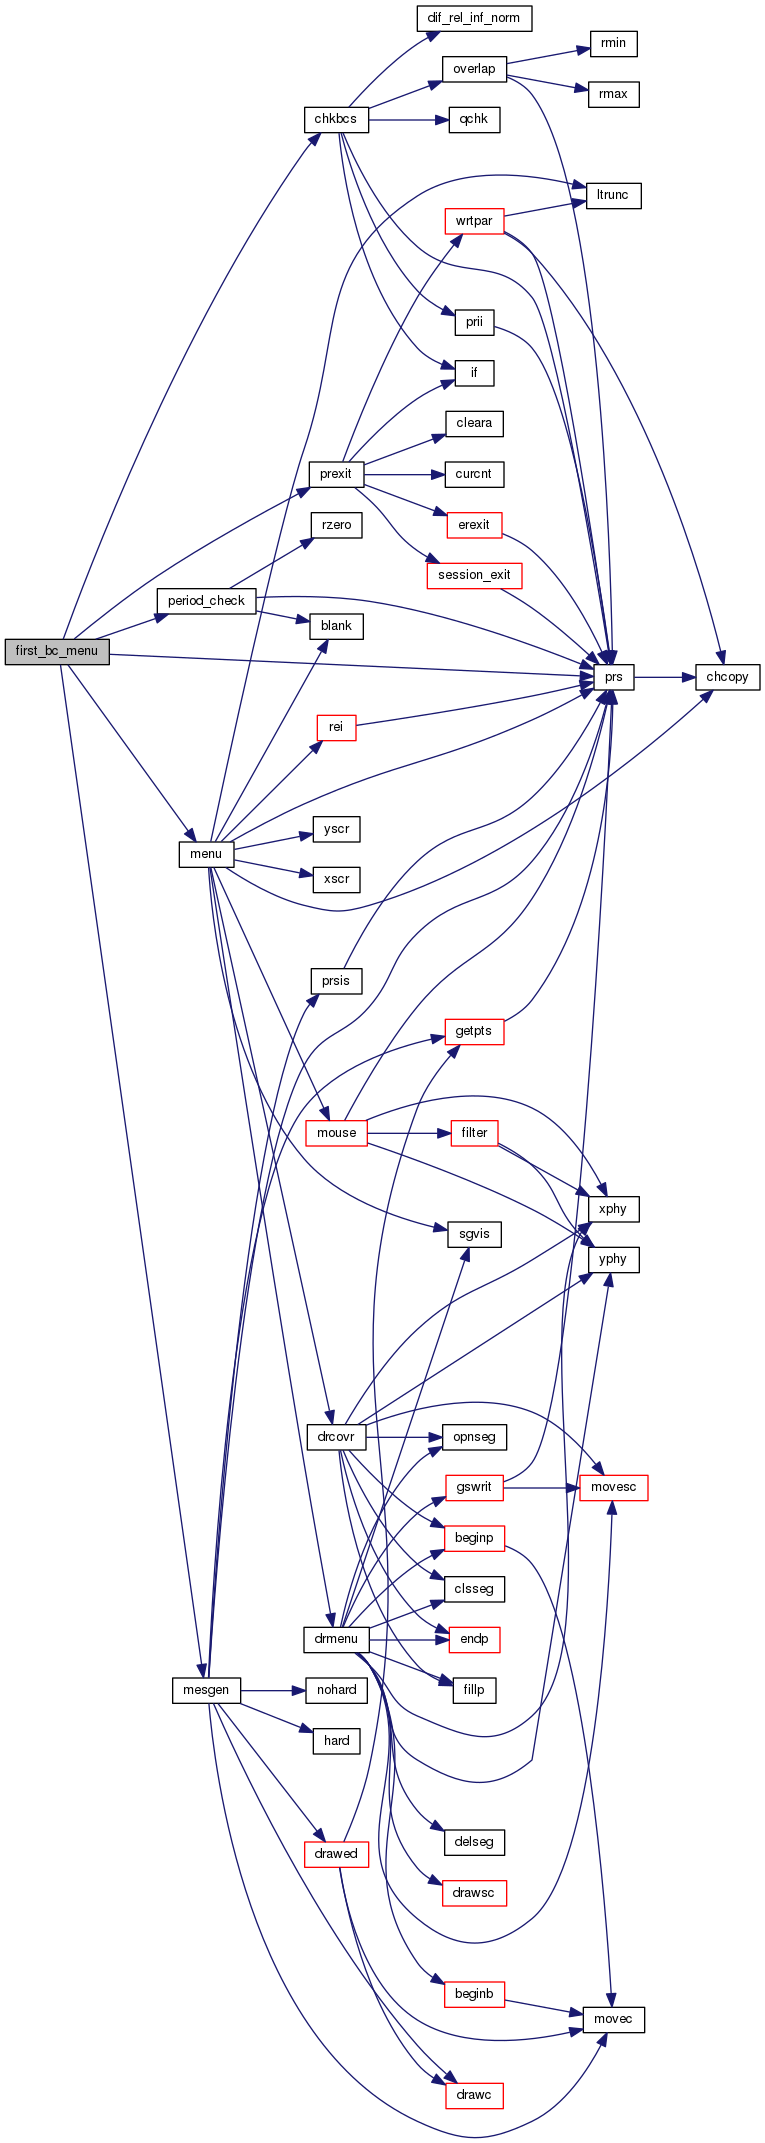 dif_rel_inf_norm
rmin
overlap
rmax
chkbcs
qchk
ltrunc
wrtpar
prii
if
cleara
prexit
curcnt
rzero
erexit
session_exit
period_check
blank
first_bc_menu
prs
chcopy
rei
yscr
menu
xscr
prsis
getpts
mouse
filter
xphy
sgvis
yphy
drcovr
opnseg
gswrit
movesc
beginp
clsseg
drmenu
endp
mesgen
nohard
fillp
hard
delseg
drawed
drawsc
beginb
movec
drawc